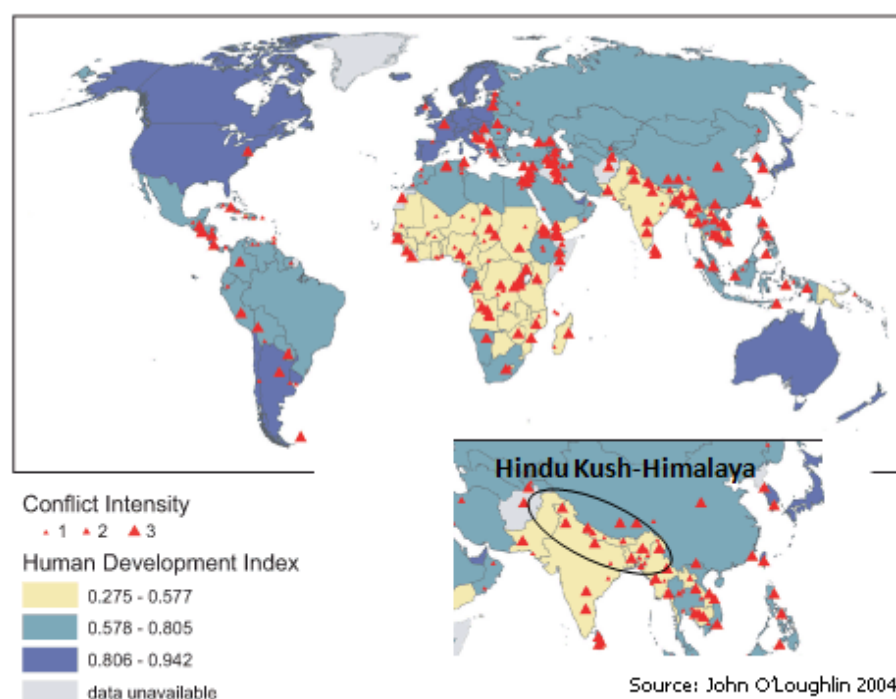 Hindu Kush-Himalaya
Conflict Intensity
1 2 3
Human Development Index
0.275 - 0.577
0.578 - 0.805
0.806 - 0.942
data unavailable
Source: John O'Loughlin 2004